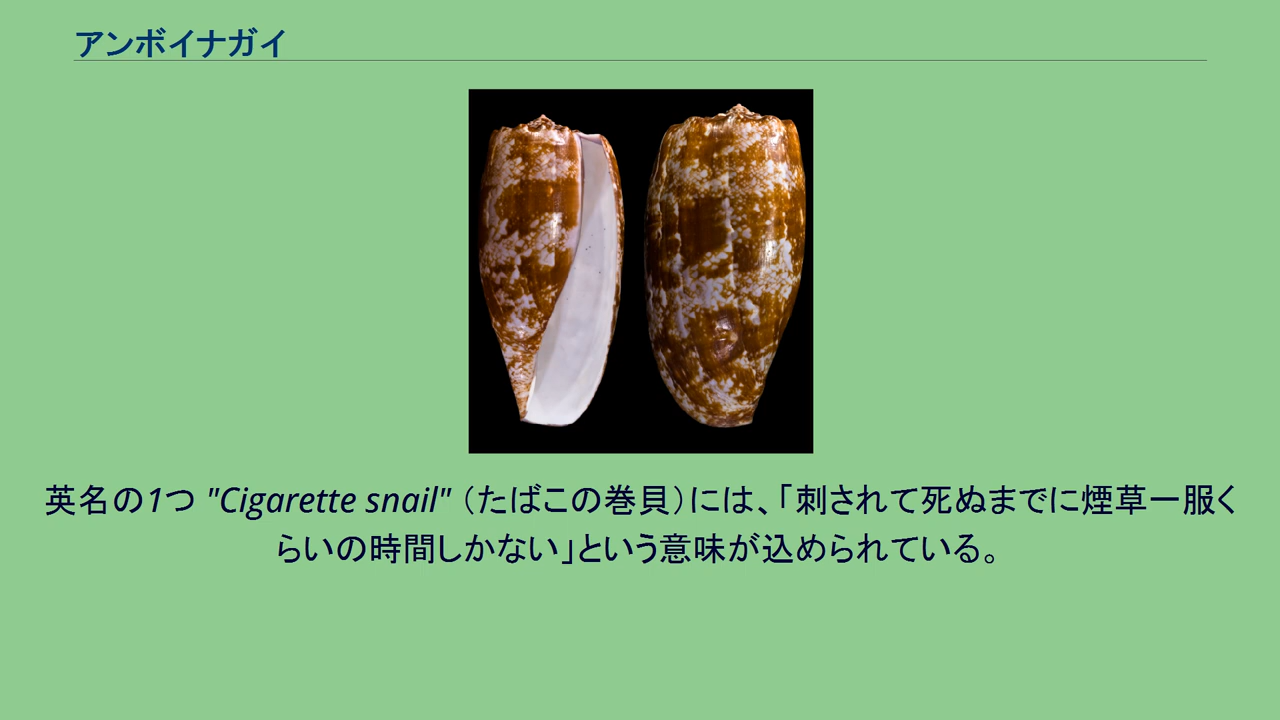 アンボイナガイ
英名の1つ "Cigarette snail" (たばこの巻貝)には、「刺されて死ぬまでに煙草一服く
らいの時間しかない」という意味が込められている。